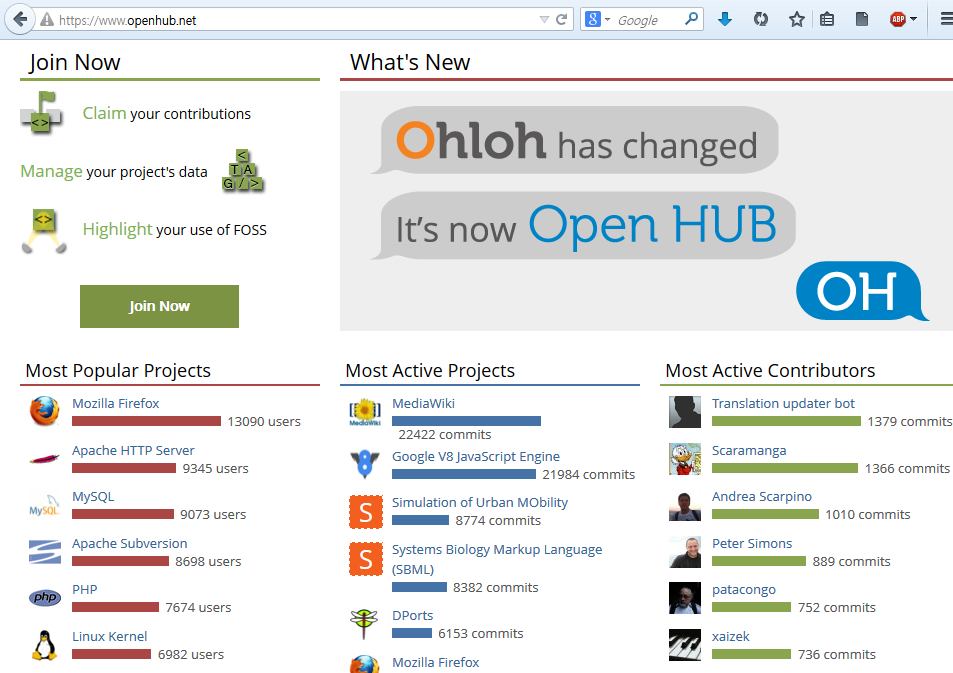 https://www.openhub.net
8
Google
ABP
Join Now
What's New
Claim your contributions
Manage your project's data
< T A G / >
Highlight your use of FOSS
Join Now
Ohloh has changed
It's now Open HUB
OH
Most Popular Projects
Mozilla Firefox
13090 users
Apache HTTP Server
9345 users
MySQL
MySQL
9073 users
Apache Subversion
8698 users
PHP
php
7674 users
Linux Kernel
6982 users
Most Active Projects
MediaWiki
MediaWiki
22422 commits
Google V8 JavaScript Engine
21984 commits
S
Simulation of Urban MObility
8774 commits
S
Systems Biology Markup Language
(SBML)
8382 commits
DPorts
6153 commits
Mozilla Firefox
Most Active Contributors
Translation updater bot
1379 commits
Scaramanga
1366 commits
Andrea Scarpino
1010 commits
Peter Simons
889 commits
patacongo
752 commits
xaizek
736 commits